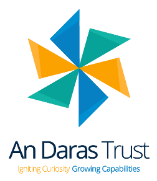 An Daras Trust
Igniting Curiosity Growing Capabilities